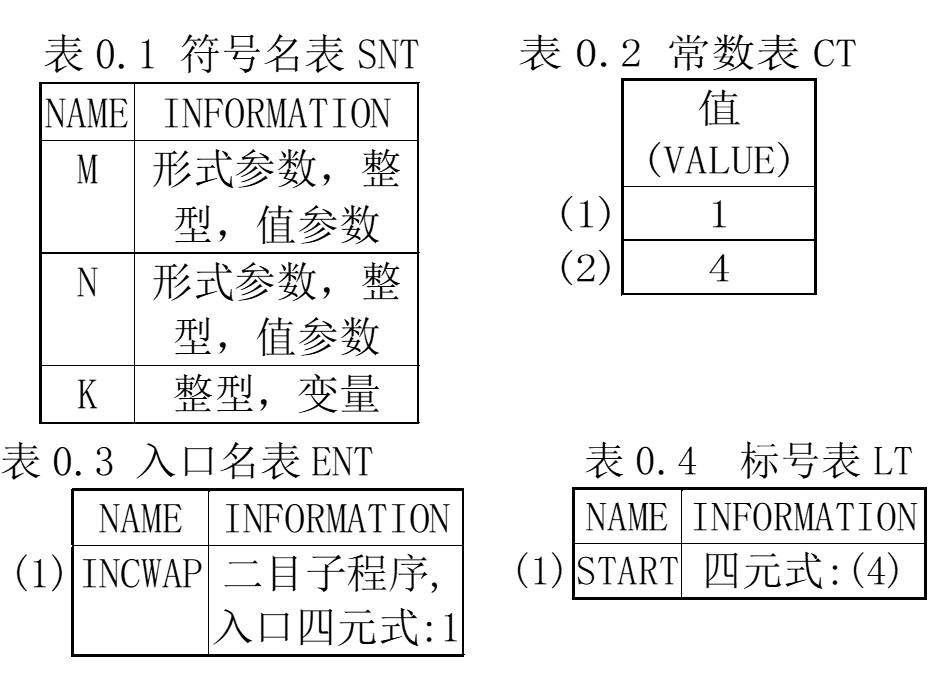 表 0.1 符号名表 SNT
NAME INFORMATION
M 形式参数，整
型，值参数
N 形式参数，整
型，值参数
K 整型，变量
表 0.2 常数表 CT
值
(VALUE)
(1) 1
(2) 4
表 0.3 入口名表 ENT
NAME INFORMATION
(1) INCWAP 二目子程序,
入口四元式:1
表 0.4 标号表 LT
NAME INFORMATION
(1) START 四元式:(4)